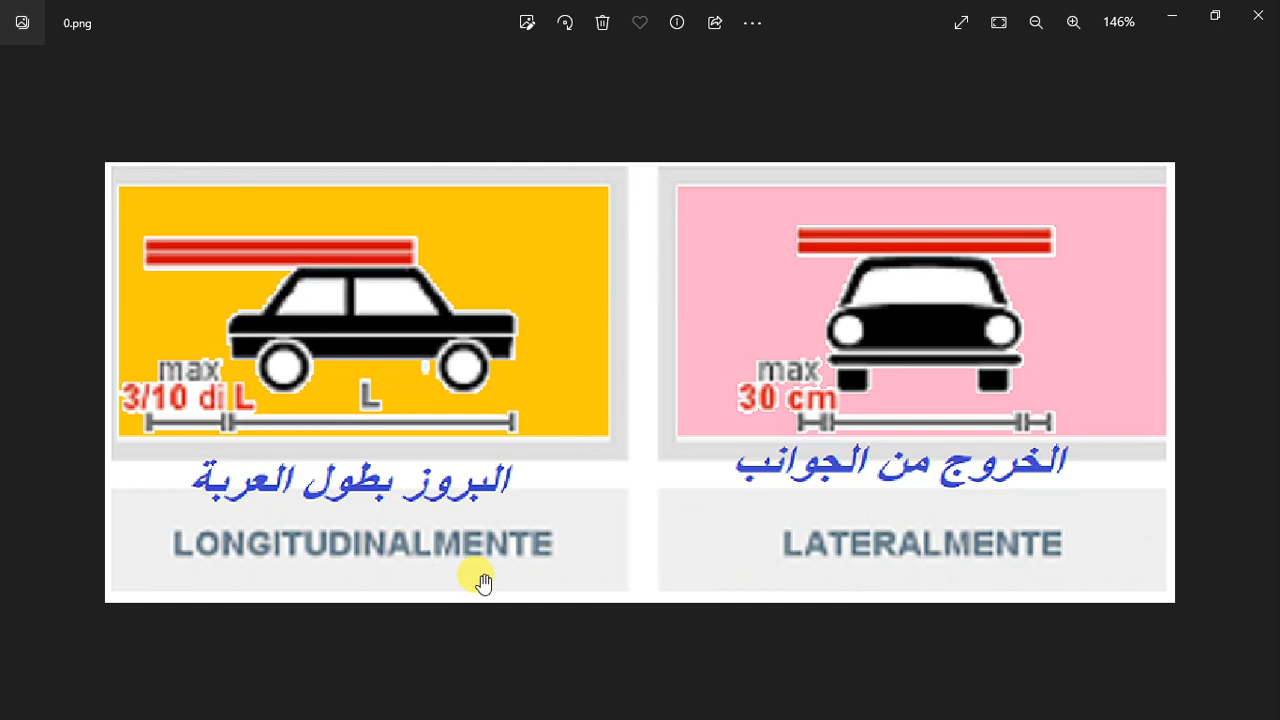 0.png
146%
max
3/10 di L
L
البروز بطول العربة
LONGITUDINALMENTE
max
30 cm
الخروج من الجوانب
LATERALMENTE